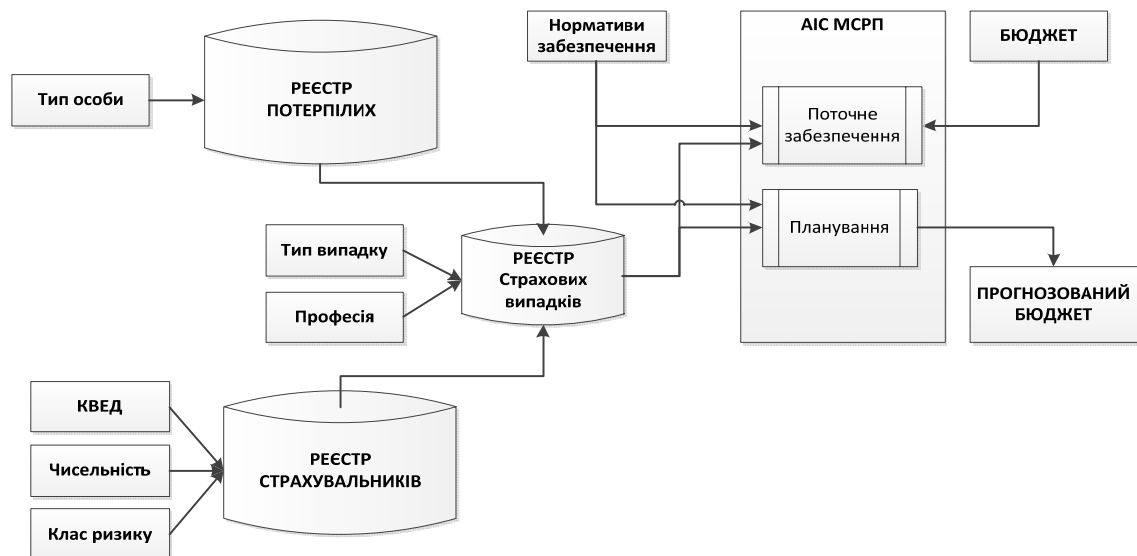 Нормативи
забезпечення
АІС МСРП
БЮДЖЕТ
Тип особи
РЕЄСТР
ПОТЕРПІЛИХ
Поточне
забезпечення
Тип випадку
Професія
РЕЄСТР
Страхових
випадків
Планування
ПРОГНОЗОВАНИЙ
БЮДЖЕТ
КВЕД
Чисельність
Клас ризику
РЕЄСТР
СТРАХУВАЛЬНИКІВ